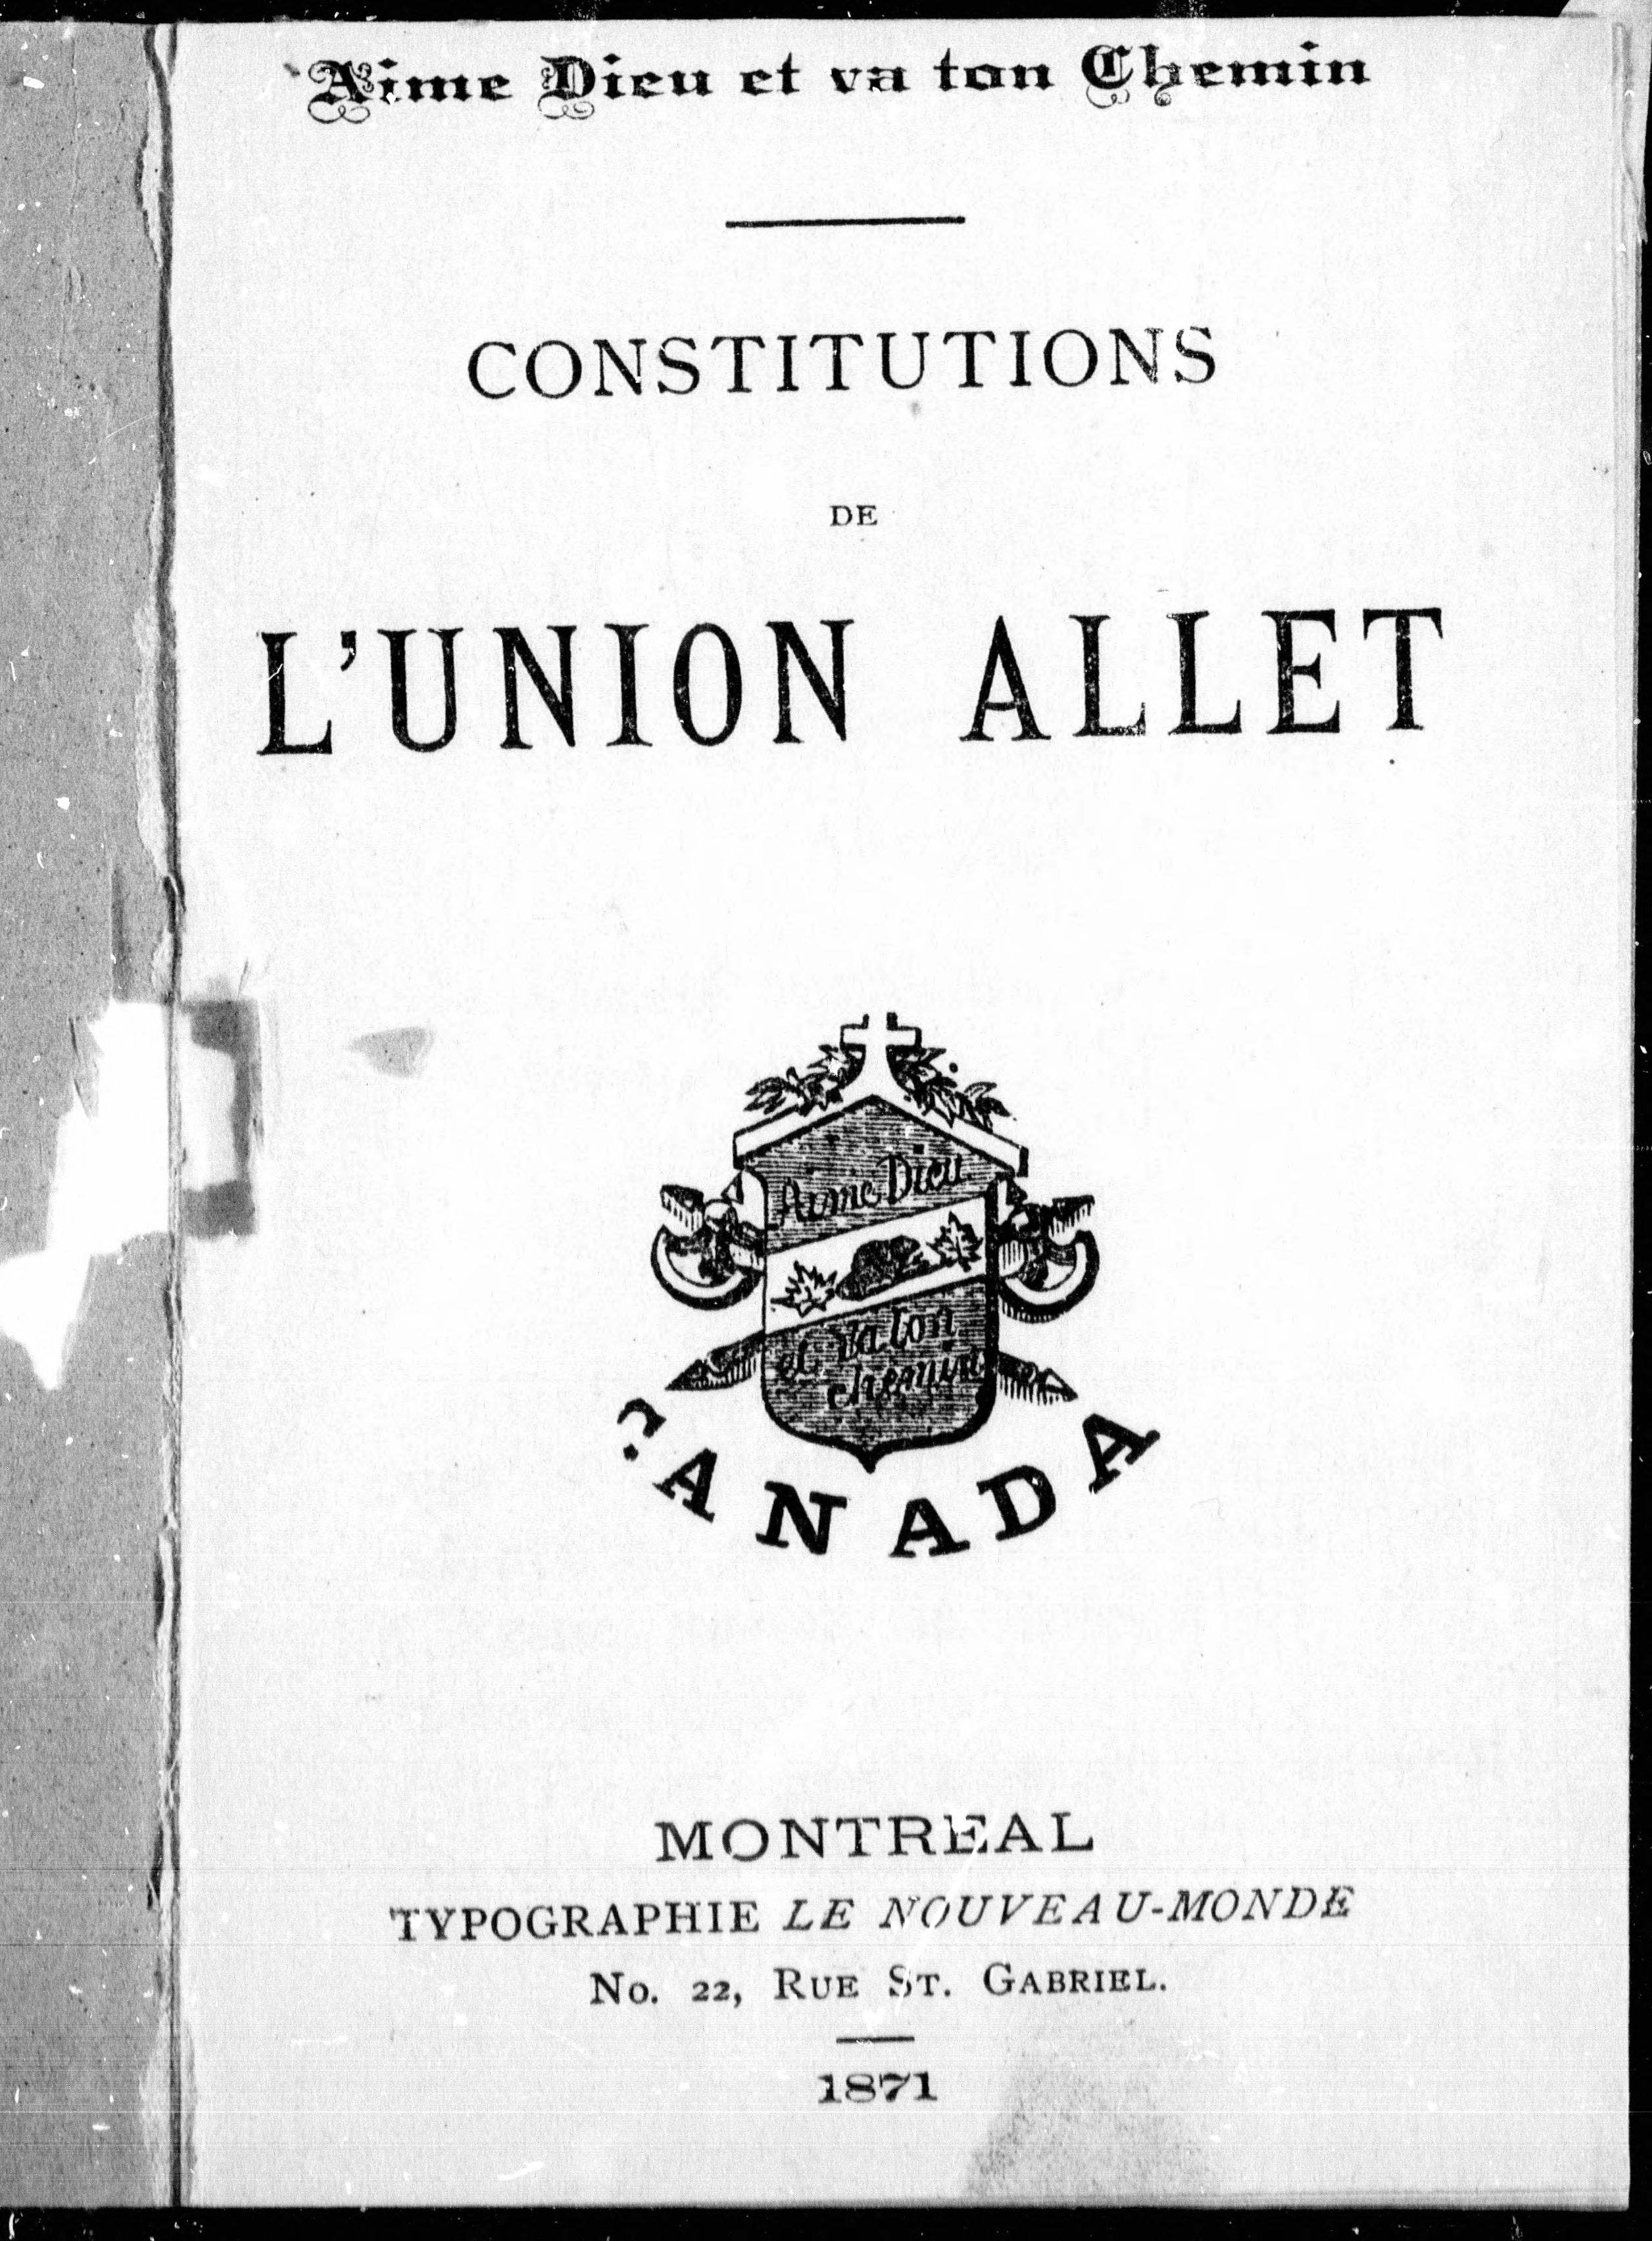 Aime Dieu et va ton Chemin
CONSTITUTIONS
DE
L'UNION ALLET
Aime Dieu
et va ton
chemin
CANADA
MONTREAL
TYPOGRAPHIE LE NOUVEAU-MONDE
No. 22, RUE ST. GABRIEL.
1871